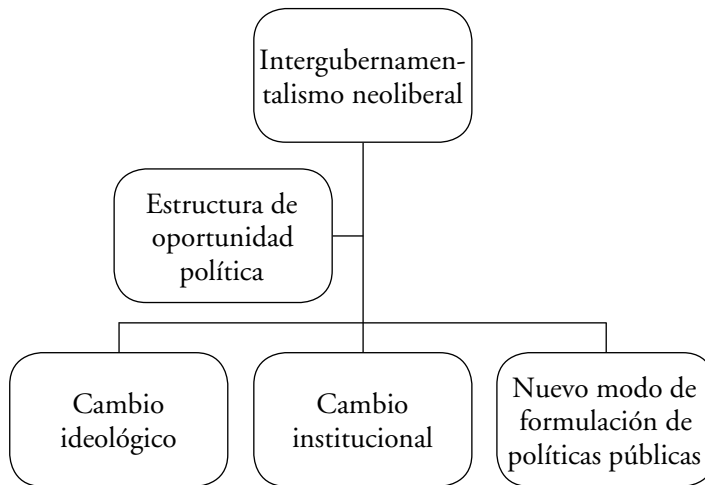 Intergubernamen-
talismo neoliberal
Estructura de
oportunidad
política
Cambio
ideológico
Cambio
institucional
Nuevo modo de
formulación de
políticas públicas